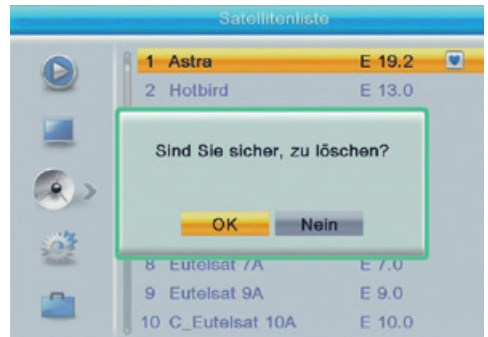 Satellitenliste
1 Astra E 19.2
2 Hotbird E 13.0
Sind Sie sicher, zu löschen?
OK Nein
8 Eutelsat 7A E 7.0
9 Eutelsat 9A E 9.0
10 C_Eutelsat 10A E 10.0